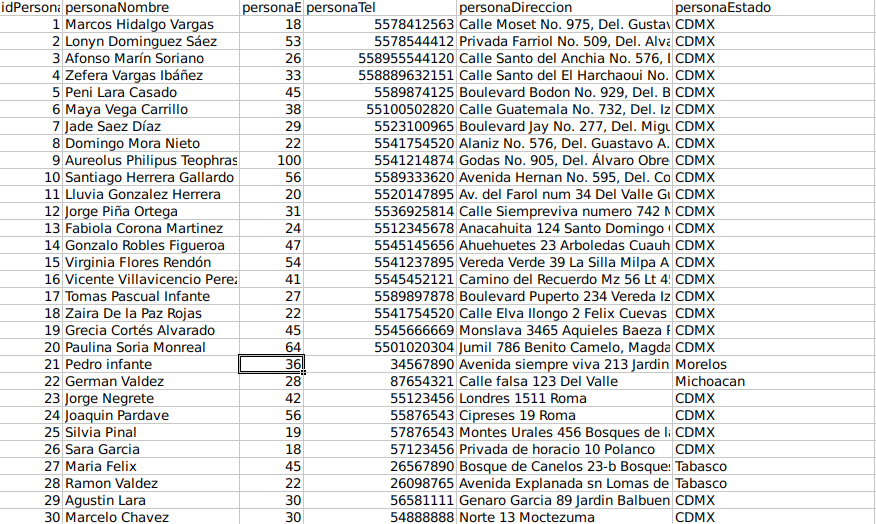 idPersona personaNombre personaE personaTel personaDireccion personaEstado
1 Marcos Hidalgo Vargas 18 5578412563 Calle Moset No. 975, Del. Gustav CDMX
2 Lonyn Dominguez Sáez 53 5578544412 Privada Farriol No. 509, Del. Alva CDMX
3 Afonso Marín Soriano 26 558955544120 Calle Santo del Anchia No. 576, CDMX
4 Zefera Vargas Ibáñez 33 558889632151 Calle Santo del El Harchaoui No. CDMX
5 Peni Lara Casado 45 5589874125 Boulevard Bodon No. 929, Del. B CDMX
6 Maya Vega Carrillo 38 55100502820 Calle Guatemala No. 732, Del. Iz CDMX
7 Jade Saez Díaz 29 5523100965 Boulevard Jay No. 277, Del. Migu CDMX
8 Domingo Mora Nieto 22 5541754520 Alaniz No. 576, Del. Guastavo A. CDMX
9 Aureolus Philipus Teophras 100 5541214874 Godas No. 905, Del. Álvaro Obre CDMX
10 Santiago Herrera Gallardo 56 5589333620 Avenida Hernan No. 595, Del. Co CDMX
11 Lluvia Gonzalez Herrera 20 5520147895 Av. del Farol num 34 Del Valle Gu CDMX
12 Jorge Piña Ortega 31 5536925814 Calle Siempreviva numero 742 M CDMX
13 Fabiola Corona Martinez 24 5512345678 Anacahuita 124 Santo Domingo CDMX
14 Gonzalo Robles Figueroa 47 5545145656 Ahuehuetes 23 Arboledas Cuauh CDMX
15 Virginia Flores Rendón 54 5541237895 Vereda Verde 39 La Silla Milpa A CDMX
16 Vicente Villavicencio Perez 41 5545452121 Camino del Recuerdo Mz 56 Lt 45 CDMX
17 Tomas Pascual Infante 27 5589897878 Boulevard Puperto 234 Vereda Iz CDMX
18 Zaira De la Paz Rojas 22 5541754520 Calle Elva Ilongo 2 Felix Cuevas CDMX
19 Grecia Cortés Alvarado 45 5545666669 Monslava 3465 Aquieles Baeza P CDMX
20 Paulina Soria Monreal 64 5501020304 Jumil 786 Benito Camelo, Magda CDMX
21 Pedro infante 36 34567890 Avenida siempre viva 213 Jardin Morelos
22 German Valdez 28 87654321 Calle falsa 123 Del Valle Michoacan
23 Jorge Negrete 42 55123456 Londres 1511 Roma CDMX
24 Joaquin Pardave 56 55876543 Cipreses 19 Roma CDMX
25 Silvia Pinal 19 57876543 Montes Urales 456 Bosques de la CDMX
26 Sara Garcia 18 57123456 Privada de horacio 10 Polanco CDMX
27 Maria Felix 45 26567890 Bosque de Canelos 23-b Bosques Tabasco
28 Ramon Valdez 22 26098765 Avenida Explanada sn Lomas de Tabasco
29 Agustin Lara 30 56581111 Genaro Garcia 89 Jardin Balbuen CDMX
30 Marcelo Chavez 30 54888888 Norte 13 Moctezuma CDMX